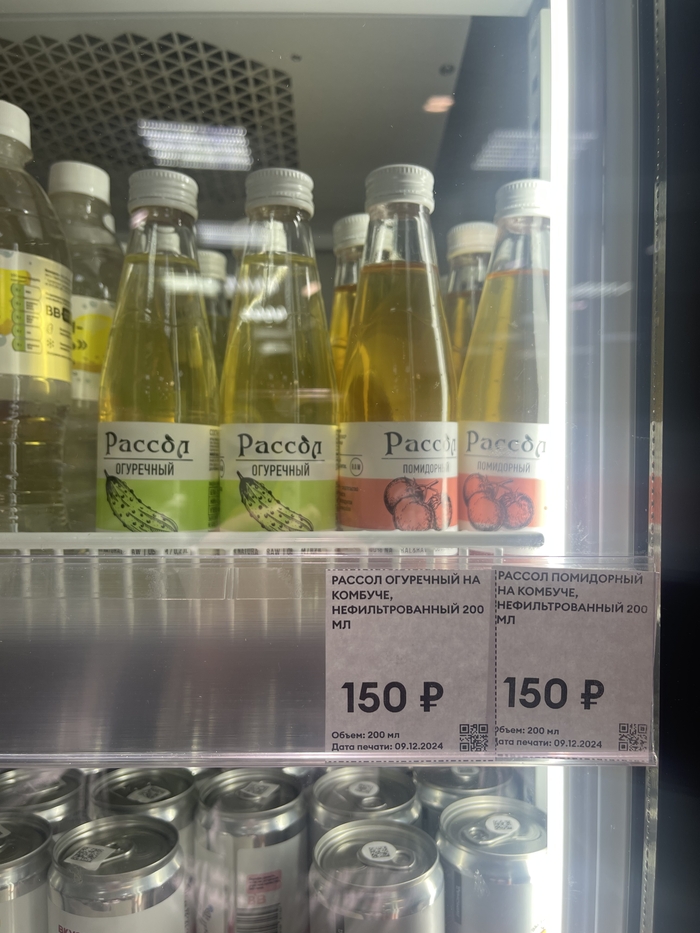 Рассол
ОГУРЕЧНЫЙ
Рассол
ОГУРЕЧНЫЙ
Рассол
ПОМИДОРНЫЙ
Рассол
ПОМИДОРНЫЙ
РАССОЛ ОГУРЕЧНЫЙ НА
КОМБУЧЕ,
НЕФИЛЬТРОВАННЫЙ 200
МЛ
150 ₽
Объем: 200 мл
Дата печати: 09.12.2024
РАССОЛ ПОМИДОРНЫЙ
НА КОМБУЧЕ,
НЕФИЛЬТРОВАННЫЙ 200
МЛ
150 ₽
Объем: 200 мл
Дата печати: 09.12.2024